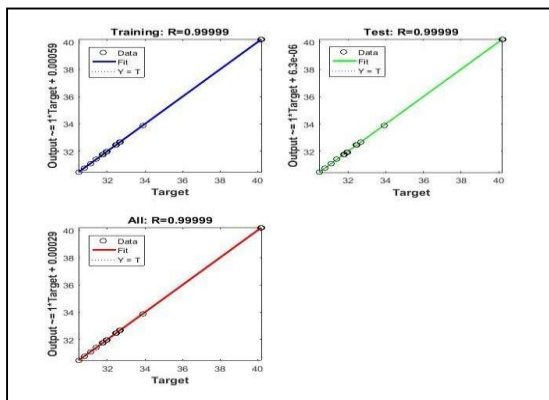 Training: R=0.99999
Output ~= 1*Target + 0.00059
40
38
36
34
32
Data
Fit
Y = T
32 34 36 38 40
Target
Test: R=0.99999
Output ~= 1*Target + 6.3e-06
40
38
36
34
32
Data
Fit
Y = T
32 34 36 38 40
Target
All: R=0.99999
Output ~= 1*Target + 0.00029
40
38
36
34
32
Data
Fit
Y = T
32 34 36 38 40
Target